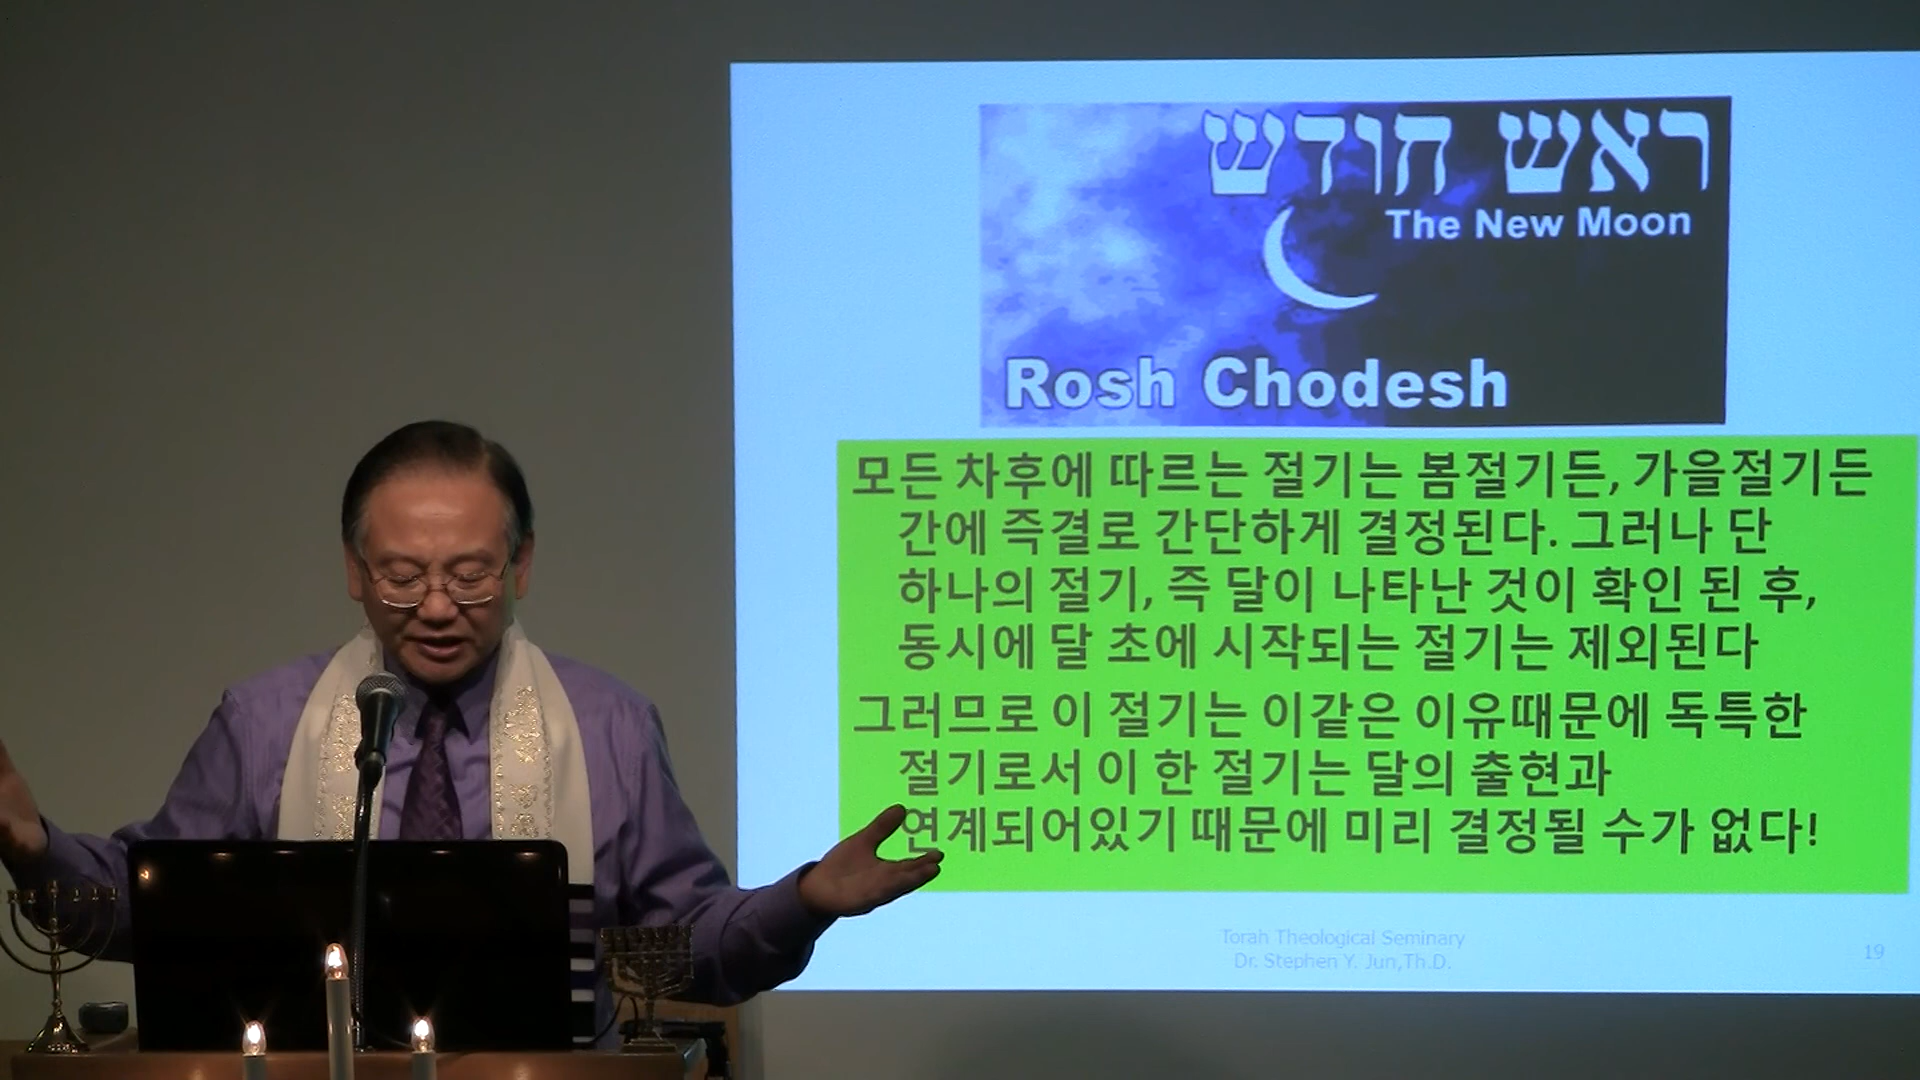 ראש חודש
The New Moon
Rosh Chodesh
모든 차후에 따르는 절기는 봄절기든, 가을절기든
간에 즉결로 간단하게 결정된다. 그러나 단
하나의 절기, 즉 달이 나타난 것이 확인 된 후,
동시에 달 초에 시작되는 절기는 제외된다
그러므로 이 절기는 이같은 이유때문에 독특한
절기로서 이 한 절기는 달의 출현과
연계되어있기 때문에 미리 결정될 수가 없다!
Torah Theological Seminary
Dr. Stephen Y. Jun,Th.D.
19